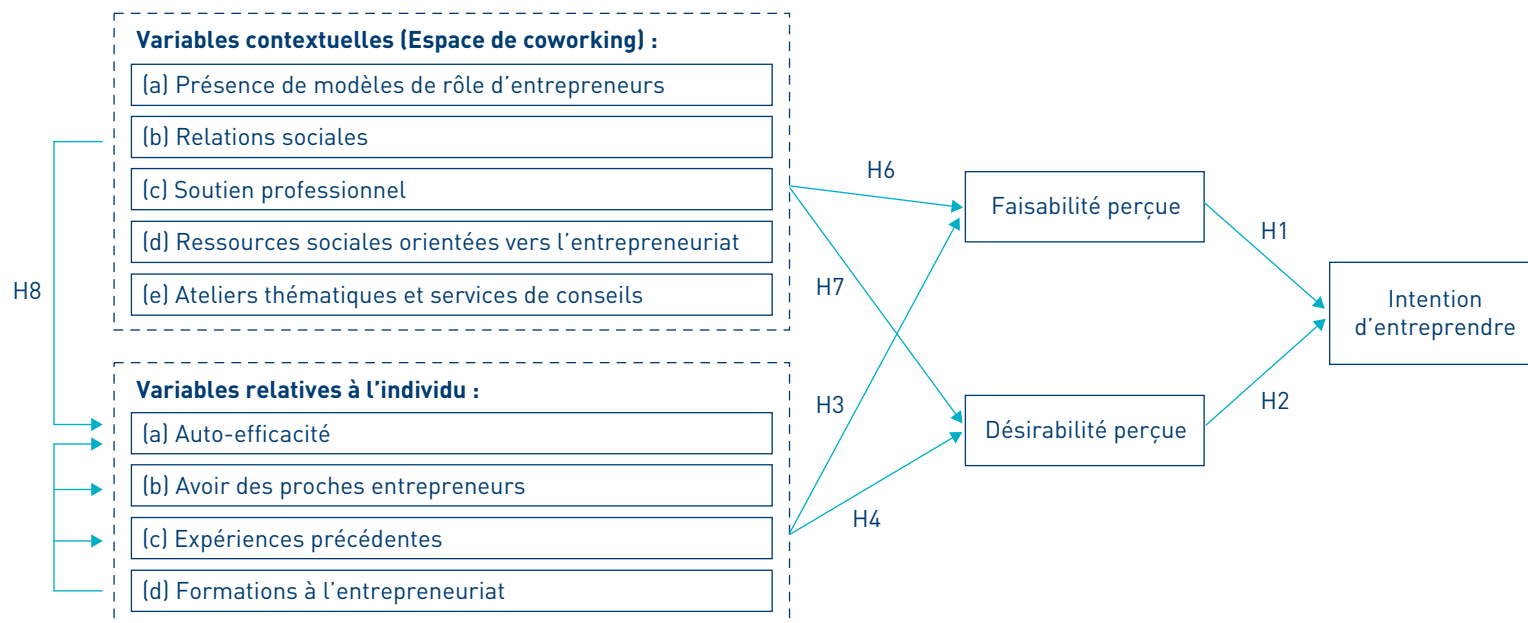 Variables contextuelles (Espace de coworking) :
(a) Présence de modèles de rôle d'entrepreneurs
(b) Relations sociales
(c) Soutien professionnel
(d) Ressources sociales orientées vers l'entrepreneuriat
(e) Ateliers thématiques et services de conseils
H8
Variables relatives à l'individu :
(a) Auto-efficacité
(b) Avoir des proches entrepreneurs
(c) Expériences précédentes
(d) Formations à l'entrepreneuriat
H6
H7
H3
H4
Faisabilité perçue
Désirabilité perçue
H1
H2
Intention
d'entreprendre